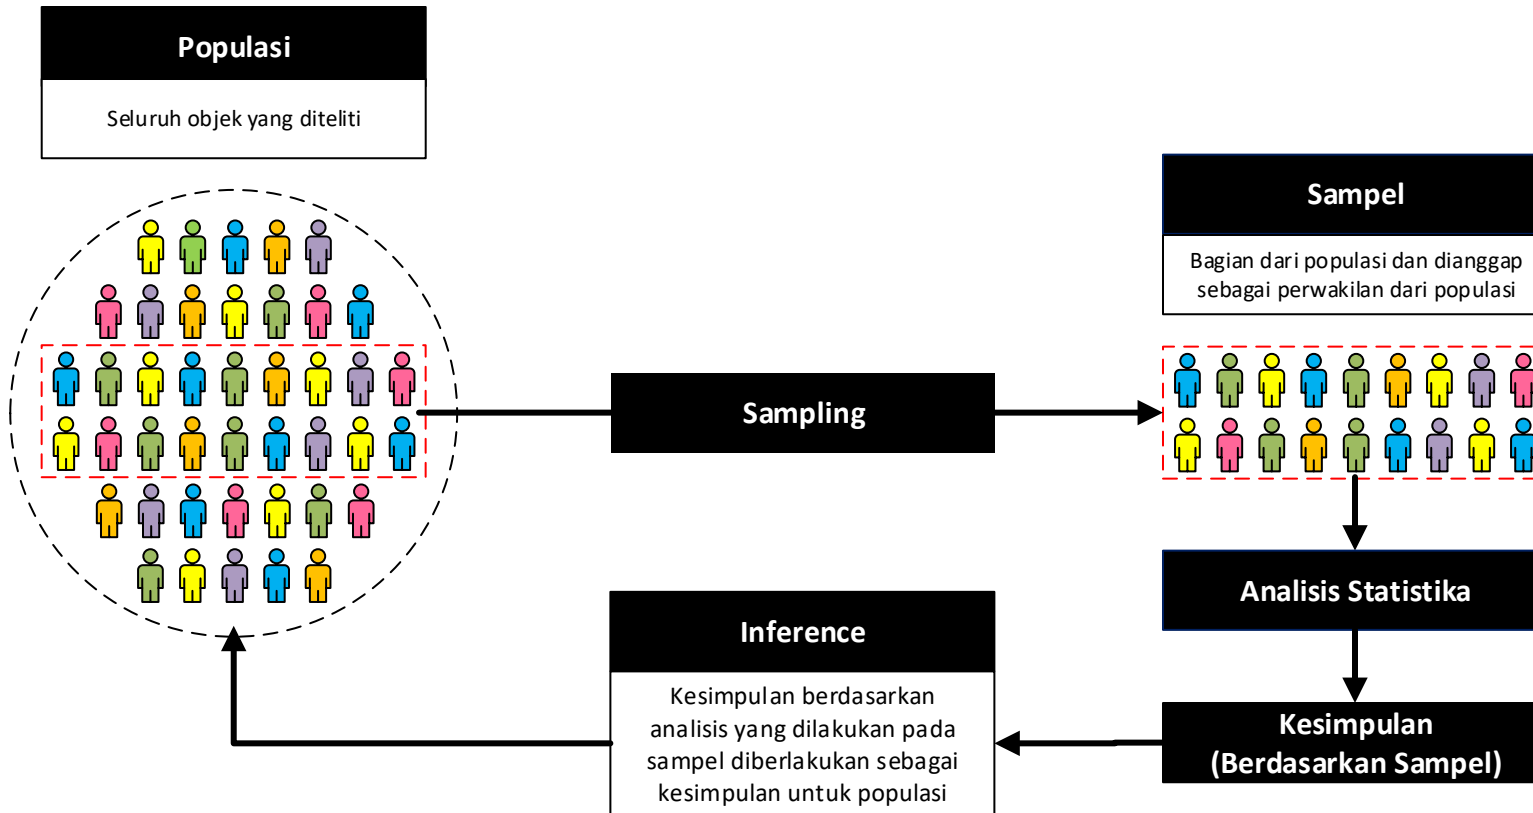 Populasi
Seluruh objek yang diteliti
Sampel
Bagian dari populasi dan dianggap
sebagai perwakilan dari populasi
Sampling
Analisis Statistika
Kesimpulan
(Berdasarkan Sampel)
Inference
Kesimpulan berdasarkan
analisis yang dilakukan pada
sampel diberlakukan sebagai
kesimpulan untuk populasi